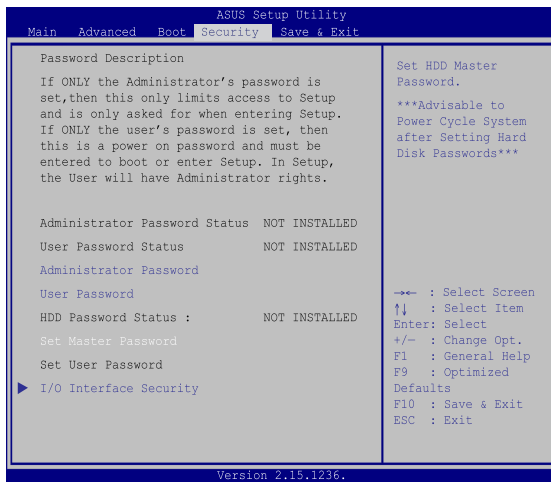 ASUS Setup Utility
Main Advanced Boot Security Save & Exit
Password Description
If ONLY the Administrator's password is
set,then this only limits access to Setup
and is only asked for when entering Setup.
If ONLY the user's password is set, then
this is a power on password and must be
entered to boot or enter Setup. In Setup,
the User will have Administrator rights.
Administrator Password Status NOT INSTALLED
User Password Status NOT INSTALLED
Administrator Password
User Password
HDD Password Status : NOT INSTALLED
Set Master Password
Set User Password
I/O Interface Security
Set HDD Master
Password.
***Advisable to
Power Cycle System
after Setting Hard
Disk Passwords***
→← : Select Screen
↑↓ : Select Item
Enter: Select
+/— : Change Opt.
F1 : General Help
F9 : Optimized
Defaults
F10 : Save & Exit
ESC : Exit
Version 2.15.1236.